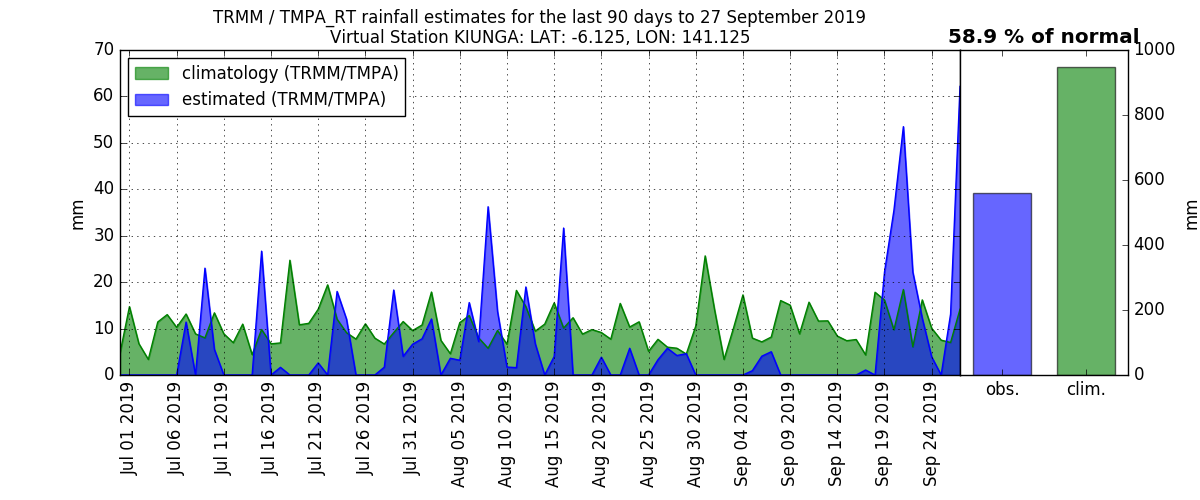 TRMM / TMPA_RT rainfall estimates for the last 90 days to 27 September 2019
Virtual Station KIUNGA: LAT: -6.125, LON: 141.125
58.9 % of normal
climatology (TRMM/TMPA)
estimated (TRMM/TMPA)
mm
70
60
50
40
30
20
10
0
Jul 01 2019
Jul 06 2019
Jul 11 2019
Jul 16 2019
Jul 21 2019
Jul 26 2019
Jul 31 2019
Aug 05 2019
Aug 10 2019
Aug 15 2019
Aug 20 2019
Aug 25 2019
Aug 30 2019
Sep 04 2019
Sep 09 2019
Sep 14 2019
Sep 19 2019
Sep 24 2019
obs.
clim.
1000
800
600
400
200
0
mm